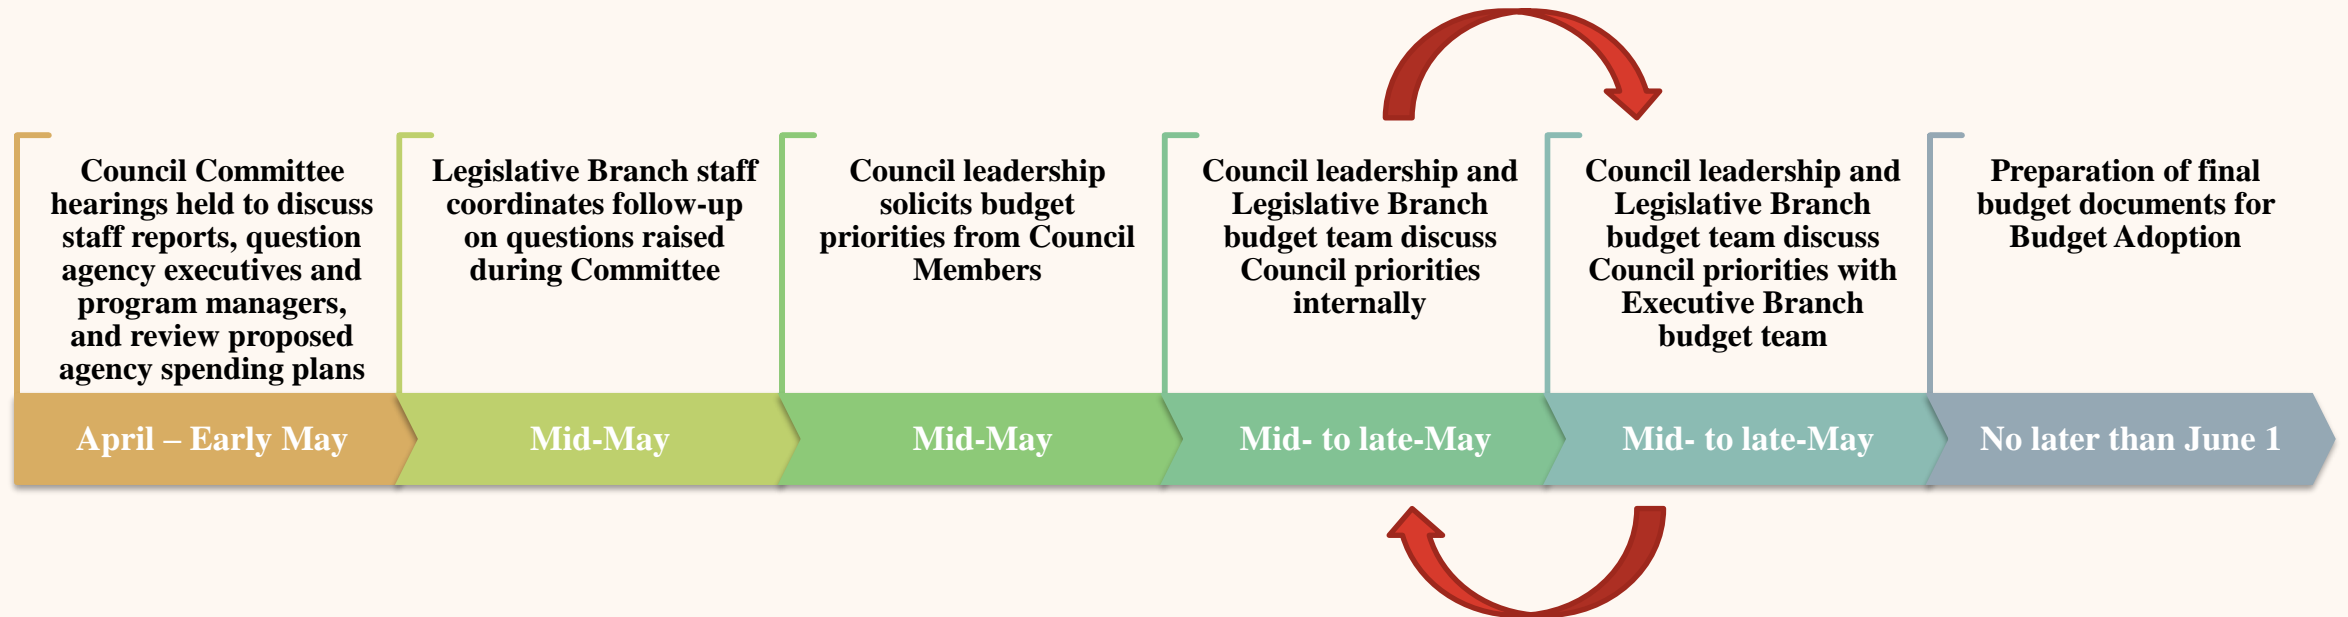 Council Committee
hearings held to discuss
staff reports, question
agency executives and
program managers,
and review proposed
agency spending plans
April – Early May
Legislative Branch staff
coordinates follow-up
on questions raised
during Committee
Mid-May
Council leadership
solicits budget
priorities from Council
Members
Mid-May
Council leadership and
Legislative Branch
budget team discuss
Council priorities
internally
Mid- to late-May
Council leadership and
Legislative Branch
budget team discuss
Council priorities with
Executive Branch
budget team
Mid- to late-May
Preparation of final
budget documents for
Budget Adoption
No later than June 1